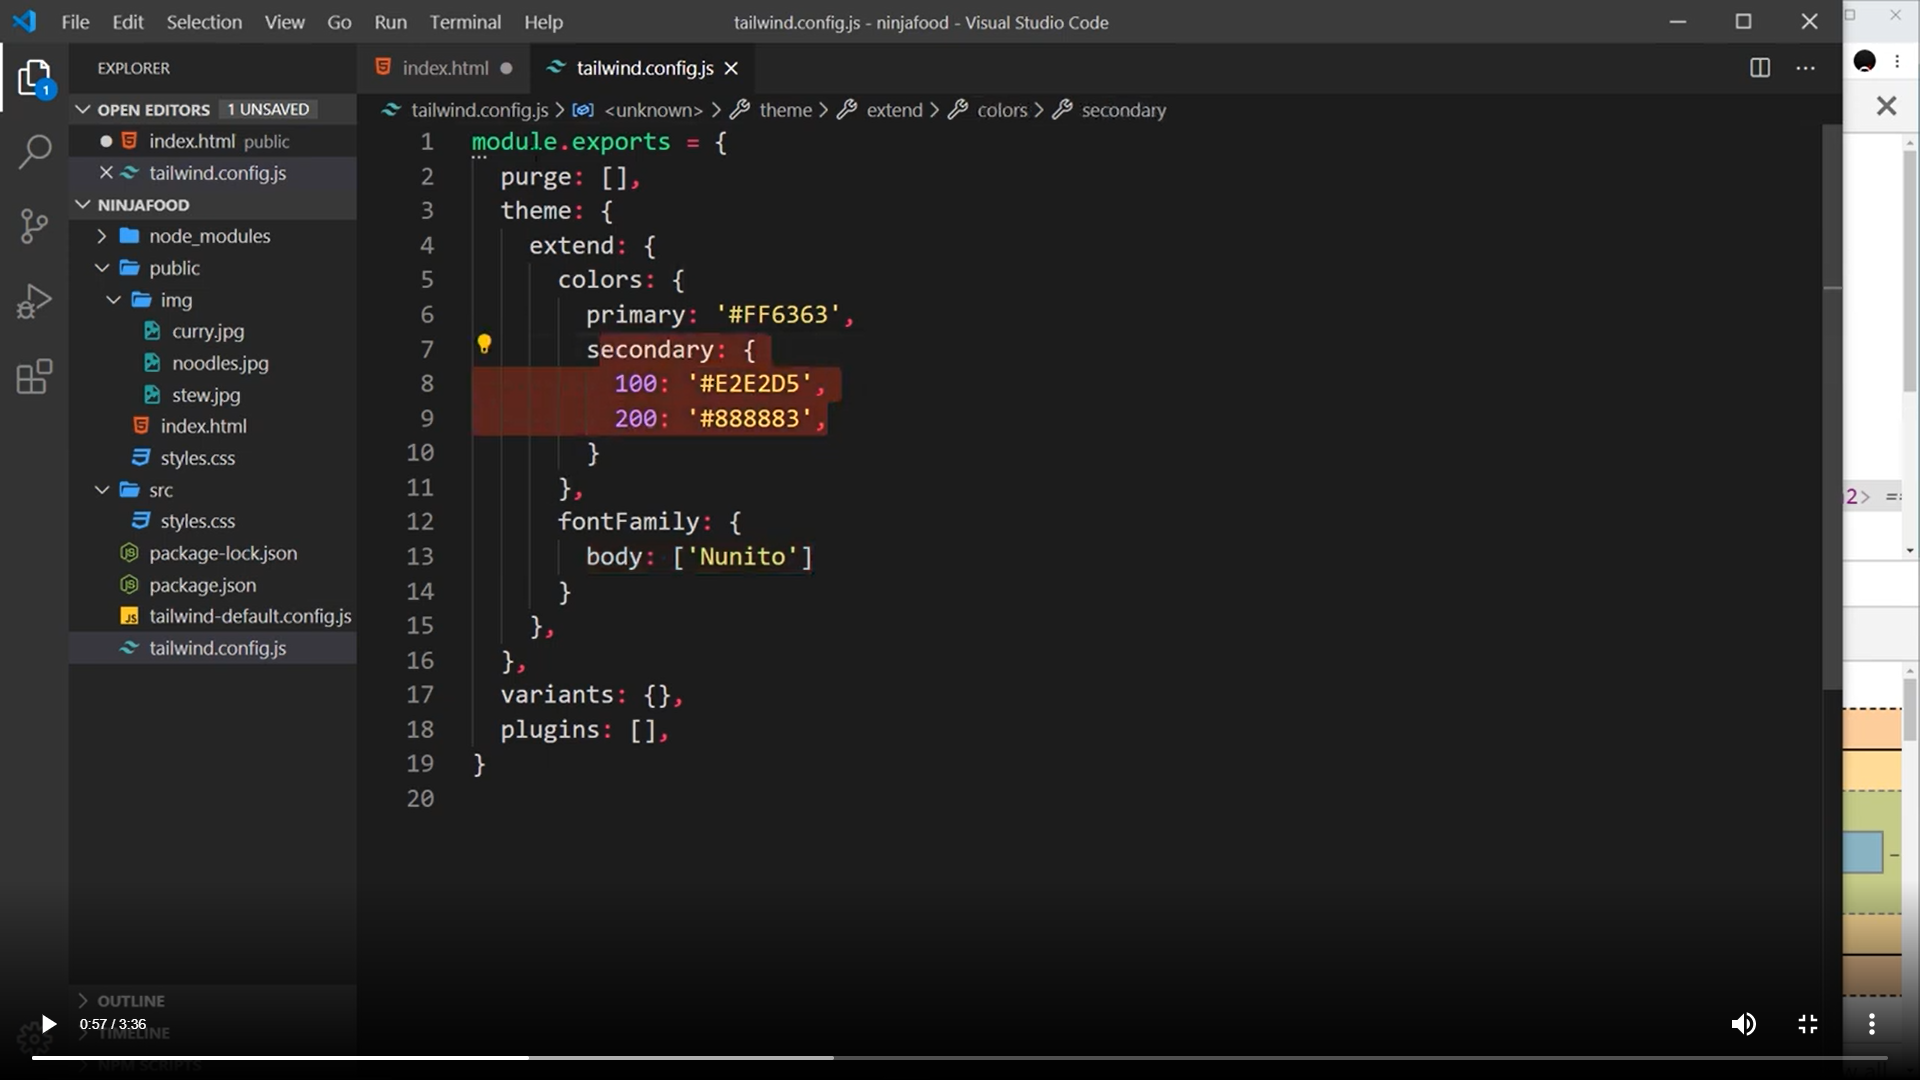 File Edit Selection View Go Run Terminal Help
tailwind.config.js - ninjafood - Visual Studio Code
EXPLORER
OPEN EDITORS 1 UNSAVED
index.html public
tailwind.config.js
NINJAFOOD
node_modules
public
img
curry.jpg
noodles.jpg
stew.jpg
index.html
styles.css
src
styles.css
package-lock.json
package.json
tailwind-default.config.js
tailwind.config.js
OUTLINE
TIMELINE
NPM SCRIPTS
1
index.html
tailwind.config.js
tailwind.config.js > <unknown> > theme > extend > colors > secondary
1 module.exports = {
2 purge: [],
3 theme: {
4 extend: {
5 colors: {
6 primary: '#FF6363',
7 secondary: {
8 100: '#E2E2D5',
9 200: '#888883',
10 }
11 },
12 fontFamily: {
13 body: ['Nunito']
14 }
15 },
16 },
17 variants: {},
18 plugins: [],
19 }
20
2> ==
0:57 / 3:36